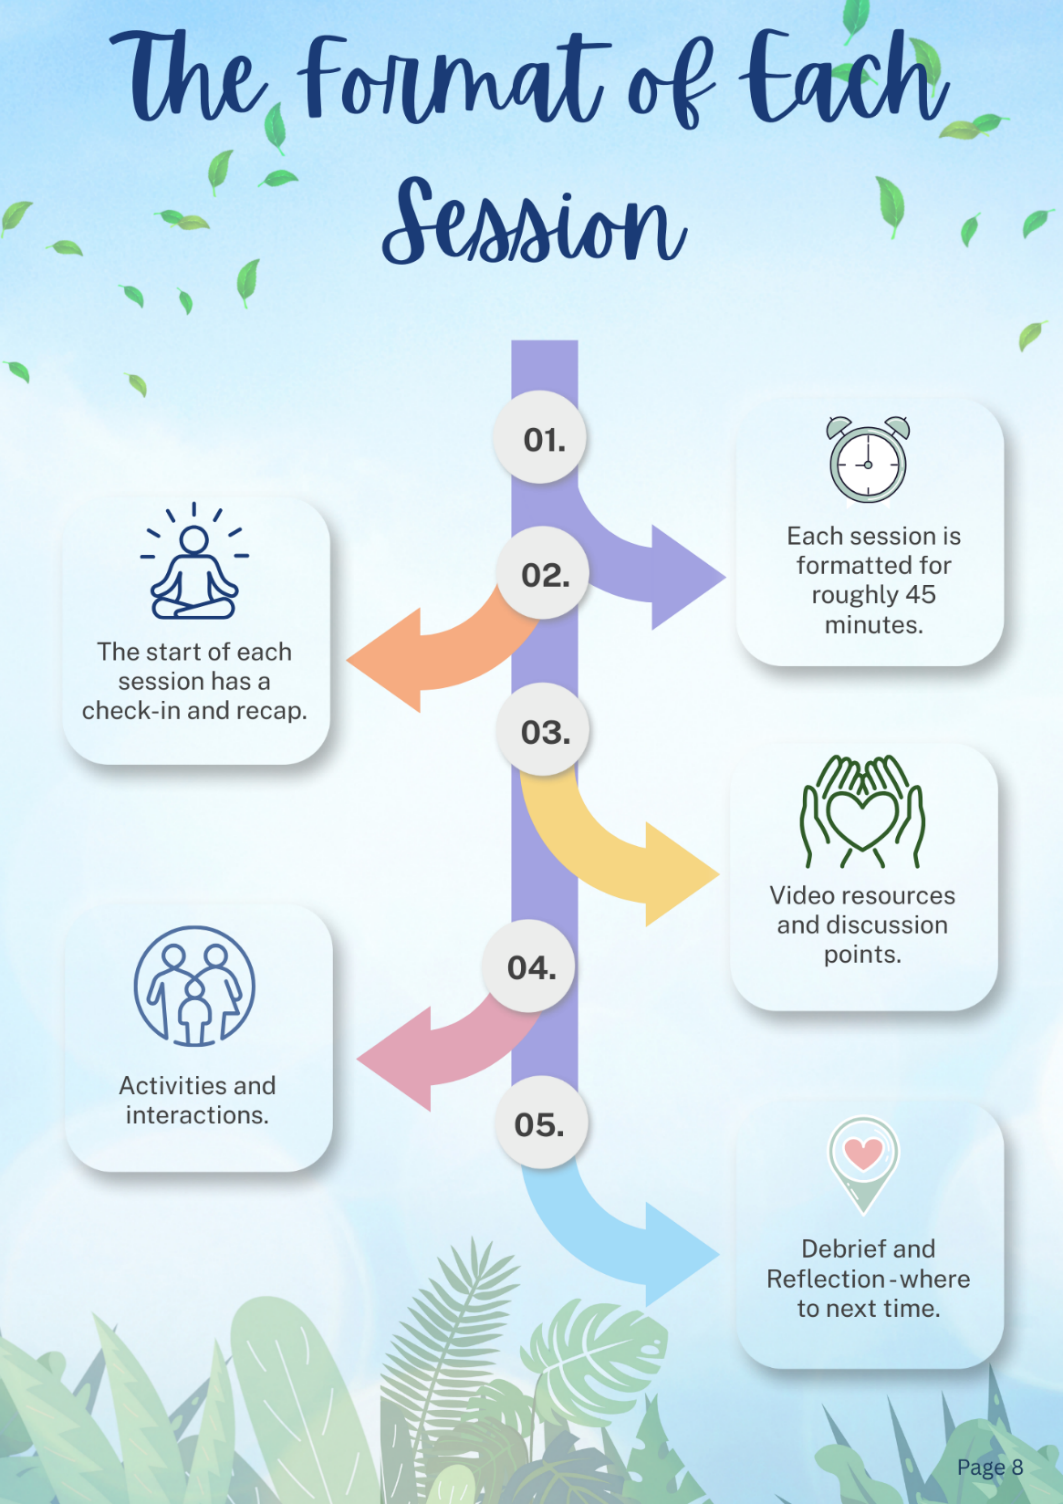 The Format of Each
Session
01.
Each session is
formatted for
roughly 45
minutes.
02.
The start of each
session has a
check-in and recap.
03.
Video resources
and discussion
points.
04.
Activities and
interactions.
05.
Debrief and
Reflection - where
to next time.
Page 8